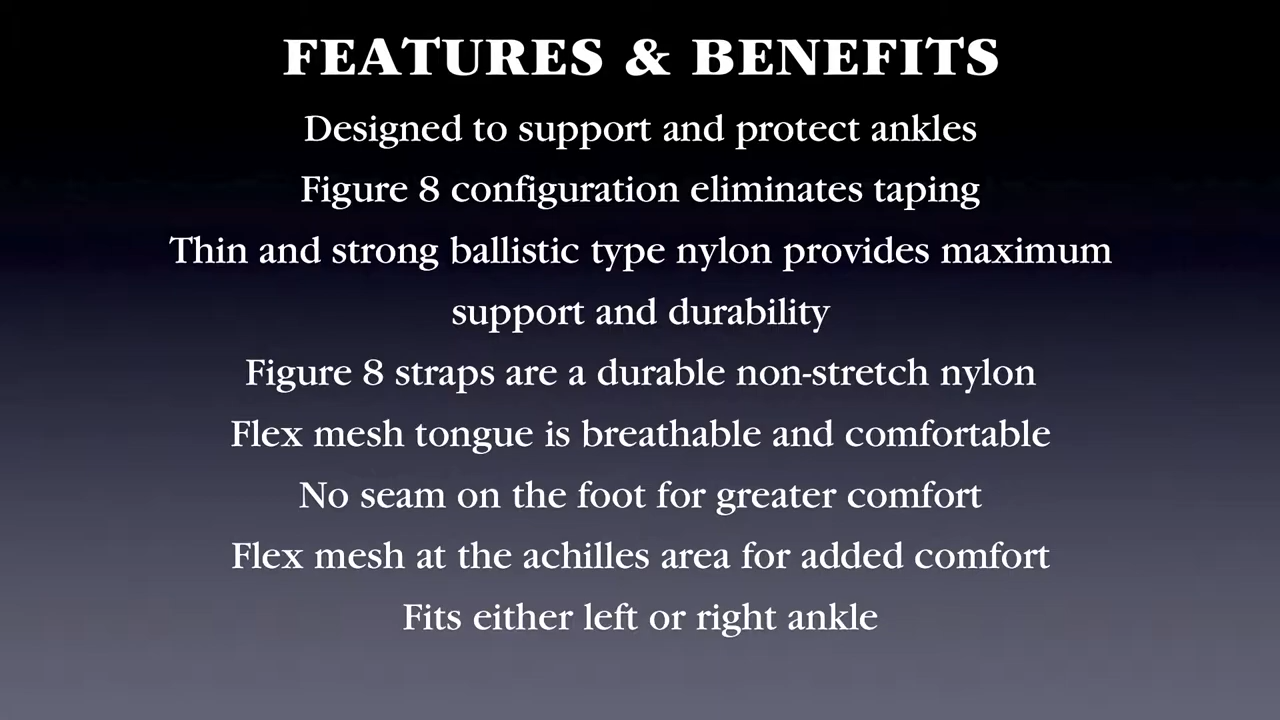 FEATURES & BENEFITS
Designed to support and protect ankles
Figure 8 configuration eliminates taping
Thin and strong ballistic type nylon provides maximum
support and durability
Figure 8 straps are a durable non-stretch nylon
Flex mesh tongue is breathable and comfortable
No seam on the foot for greater comfort
Flex mesh at the achilles area for added comfort
Fits either left or right ankle